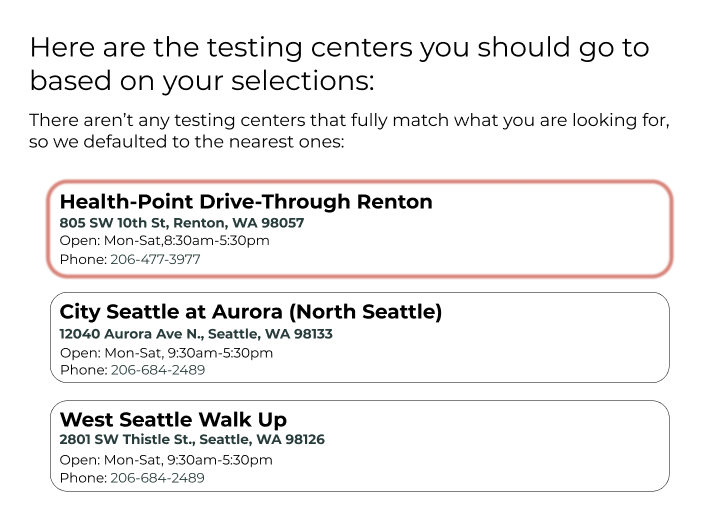 Here are the testing centers you should go to
based on your selections:
There aren't any testing centers that fully match what you are looking for,
so we defaulted to the nearest ones:
Health-Point Drive-Through Renton
805 SW 10th St, Renton, WA 98057
Open: Mon-Sat,8:30am-5:30pm
Phone: 206-477-3977
City Seattle at Aurora (North Seattle)
12040 Aurora Ave N., Seattle, WA 98133
Open: Mon-Sat, 9:30am-5:30pm
Phone: 206-684-2489
West Seattle Walk Up
2801 SW Thistle St., Seattle, WA 98126
Open: Mon-Sat, 9:30am-5:30pm
Phone: 206-684-2489